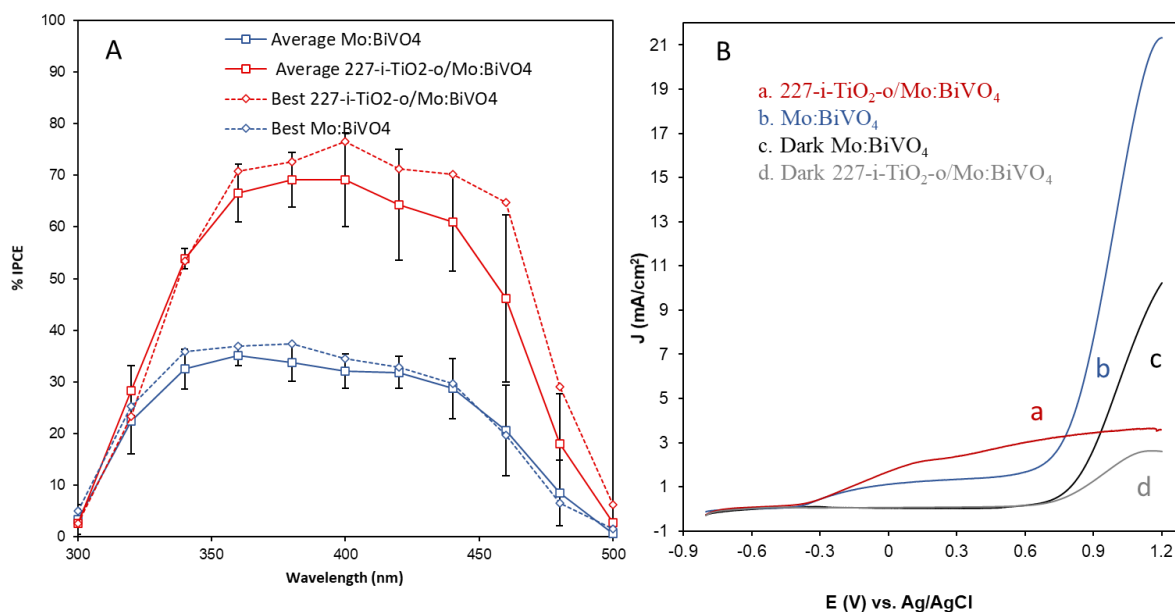 A
Average Mo:BiVO4
Average 227-i-TiO2-o/Mo:BiVO4
Best 227-i-TiO2-o/Mo:BiVO4
Best Mo:BiVO4
% IPCE
100
90
80
70
60
50
40
30
20
10
0
300
350
400
450
500
Wavelength (nm)
B
a. 227-i-TiO₂-o/Mo:BiVO₄
b. Mo:BiVO₄
c. Dark Mo:BiVO₄
d. Dark 227-i-TiO₂-o/Mo:BiVO₄
J (mA/cm²)
21
19
17
15
13
11
9
7
5
3
1
-1
a
b
c
d
-0.9
-0.6
-0.3
0
0.3
0.6
0.9
1.2
E (V) vs. Ag/AgCl